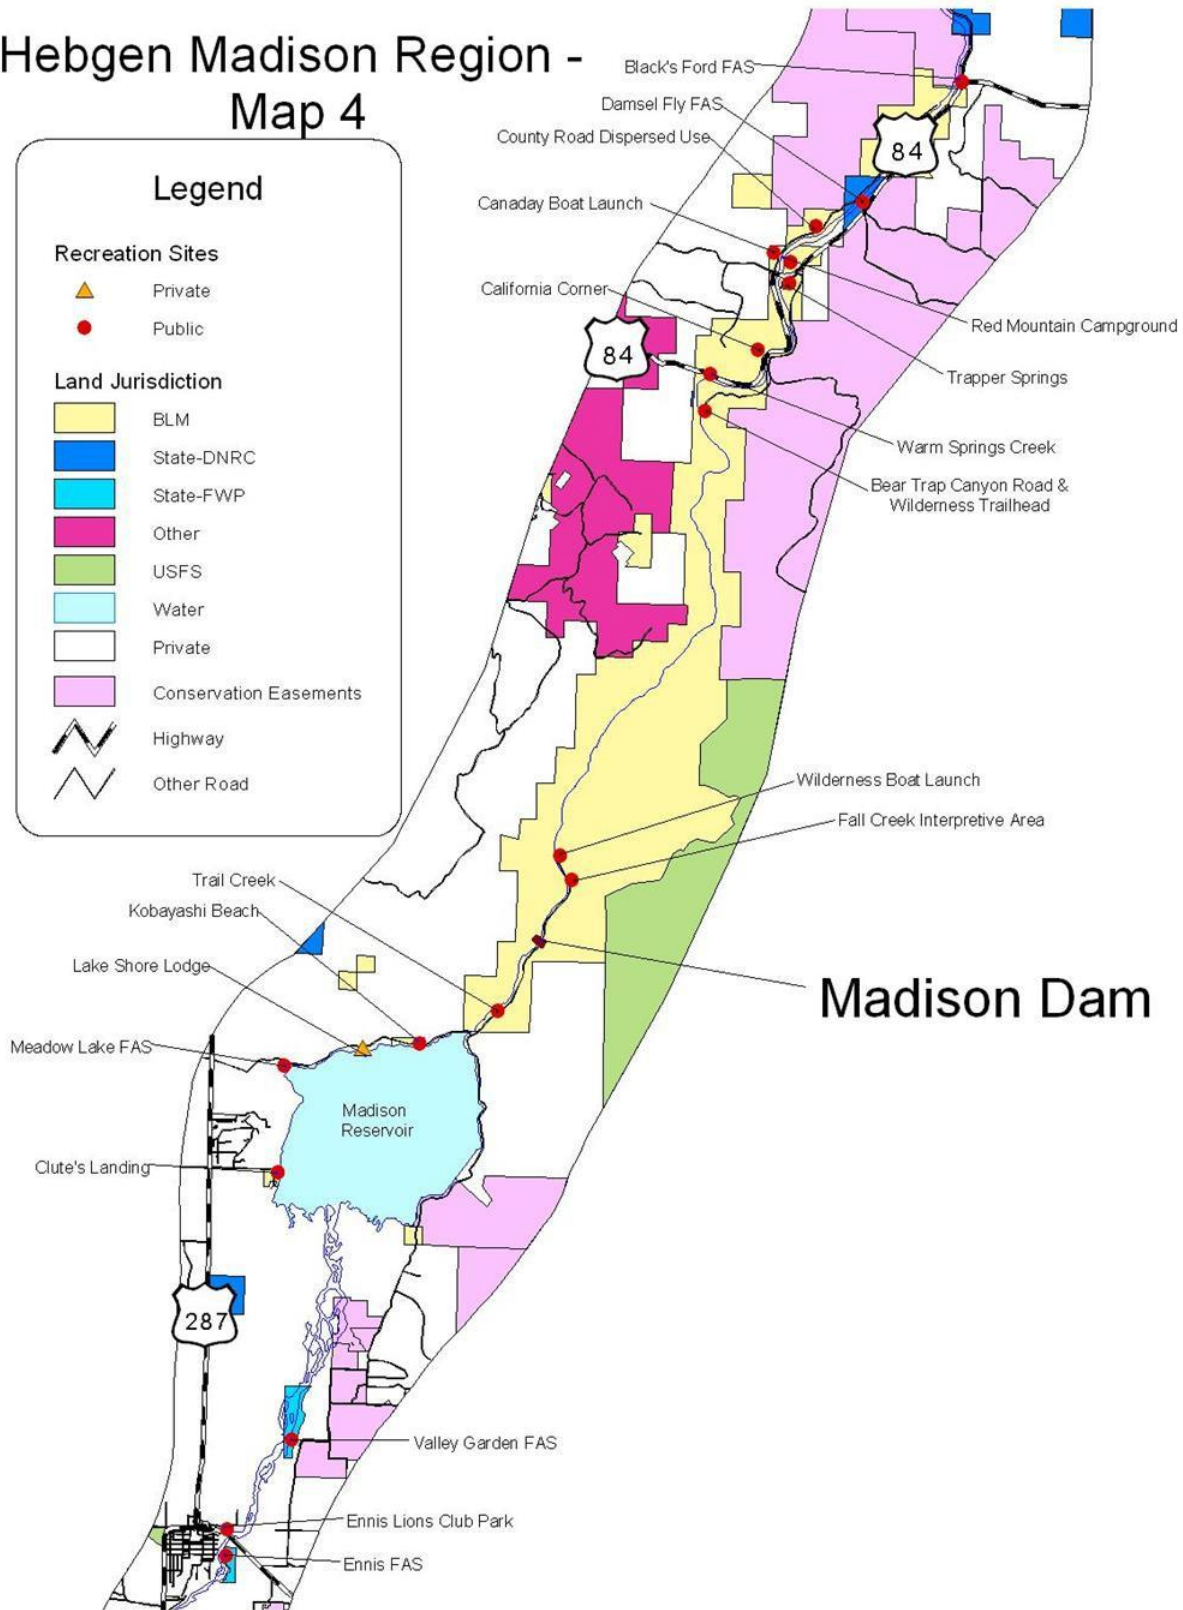 Hebgen Madison Region -
Map 4
Legend
Recreation Sites
Private
Public
Land Jurisdiction
BLM
State-DNRC
State-FWP
Other
USFS
Water
Private
Conservation Easements
Highway
Other Road
Black's Ford FAS
Damsel Fly FAS
County Road Dispersed Use
84
Canaday Boat Launch
California Corner
84
Red Mountain Campground
Trapper Springs
Warm Springs Creek
Bear Trap Canyon Road &
Wilderness Trailhead
Wilderness Boat Launch
Fall Creek Interpretive Area
Trail Creek
Kobayashi Beach
Lake Shore Lodge
Madison Dam
Meadow Lake FAS
Madison
Reservoir
Clute's Landing
287
Valley Garden FAS
Ennis Lions Club Park
Ennis FAS